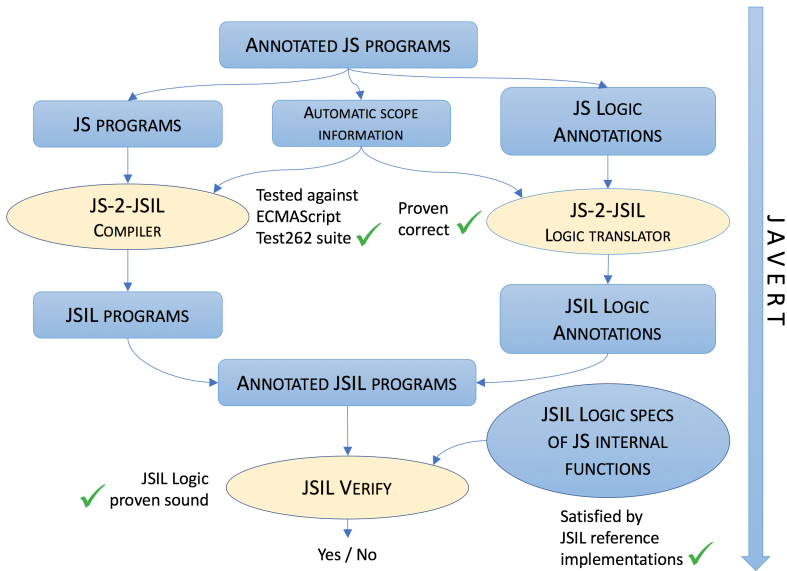 Annotated JS programs
JS programs
Automatic scope
information
JS Logic
Annotations
JS-2-JSIL
Compiler
Tested against
ECMAScript
Test262 suite
Proven
correct
JS-2-JSIL
Logic translator
JSIL programs
JSIL Logic
Annotations
Annotated JSIL programs
JSIL Logic specs
of JS internal
functions
JSIL Logic
proven sound
JSIL Verify
Satisfied by
JSIL reference
implementations
Yes / No
JAVERT